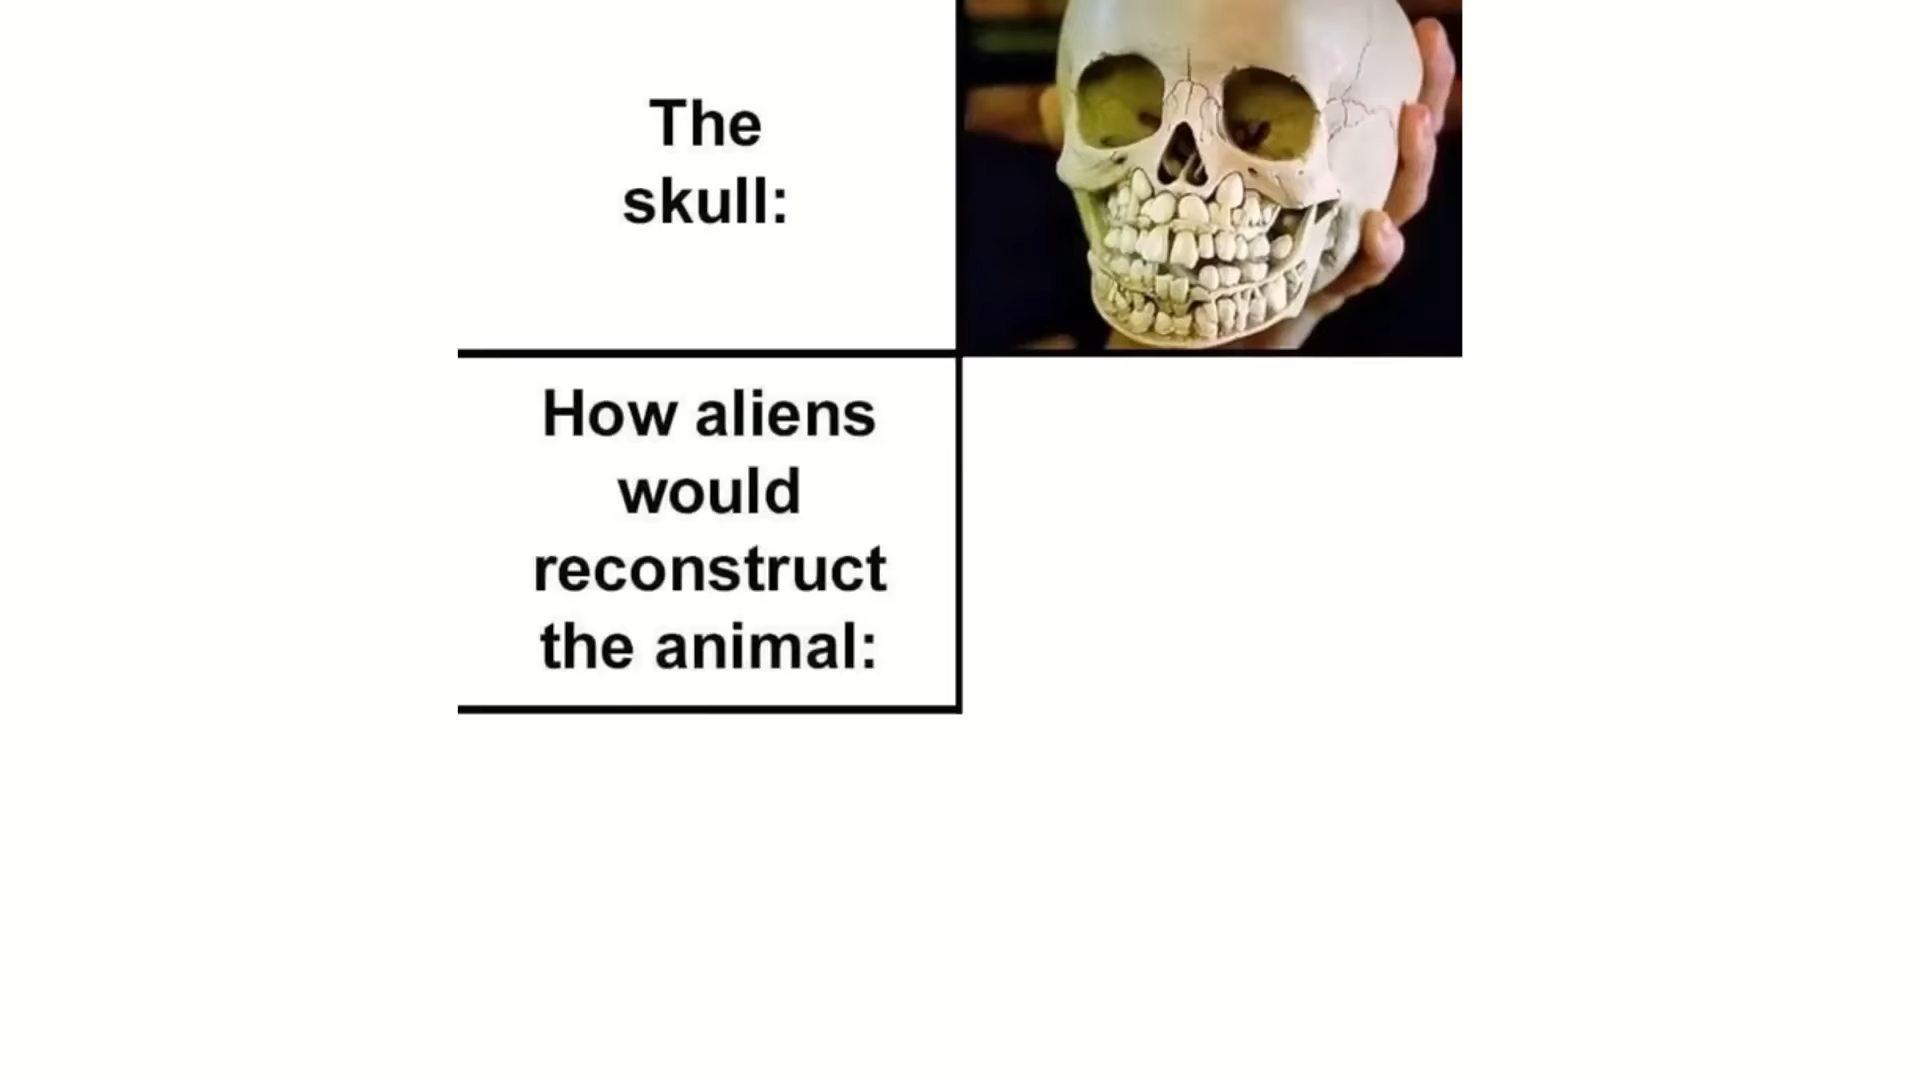 The
skull:
How aliens
would
reconstruct
the animal: